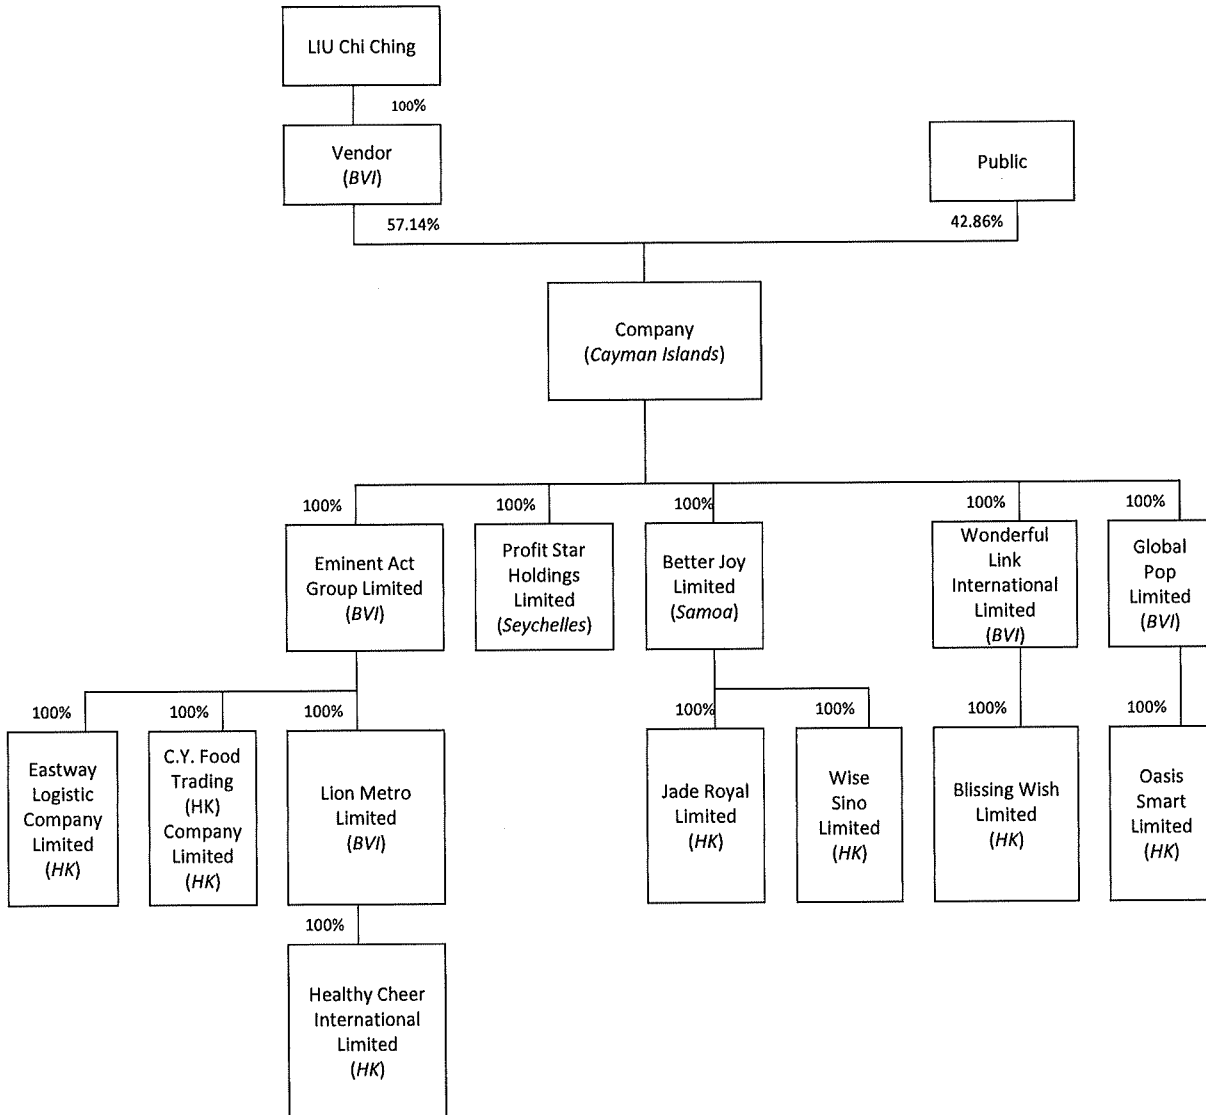 LIU Chi Ching
100%
Vendor
(BVI)
Public
57.14%
42.86%
Company
(Cayman Islands)
100%
100%
100%
100%
100%
Eminent Act
Group Limited
(BVI)
Profit Star
Holdings
Limited
(Seychelles)
Better Joy
Limited
(Samoa)
Wonderful
Link
International
Limited
(BVI)
Global
Pop
Limited
(BVI)
100%
100%
100%
100%
100%
100%
100%
Eastway
Logistic
Company
Limited
(HK)
C.Y. Food
Trading
(HK)
Company
Limited
(HK)
Lion Metro
Limited
(BVI)
Jade Royal
Limited
(HK)
Wise
Sino
Limited
(HK)
Blissing Wish
Limited
(HK)
Oasis
Smart
Limited
(HK)
100%
Healthy Cheer
International
Limited
(HK)